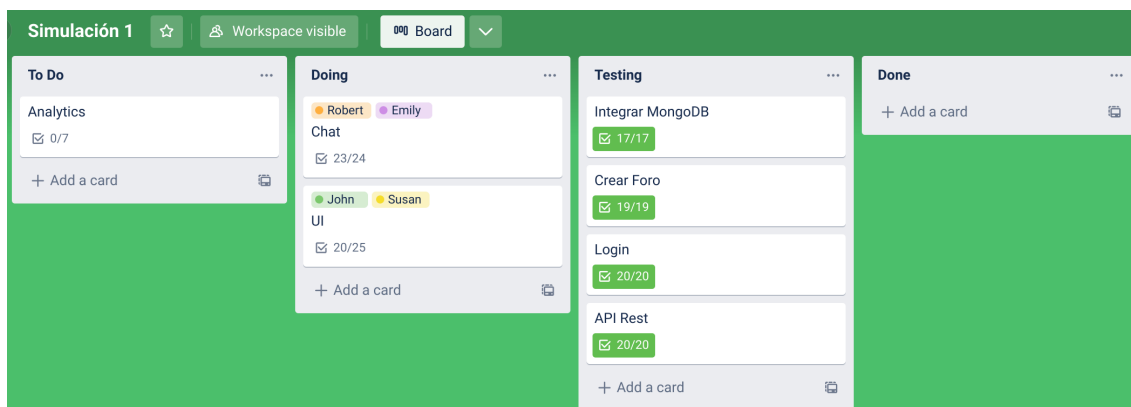 Simulación 1 Workspace visible Board
To Do
Analytics
0/7
+ Add a card
Doing
Robert Emily
Chat
23/24
John Susan
UI
20/25
+ Add a card
Testing
Integrar MongoDB
17/17
Crear Foro
19/19
Login
20/20
API Rest
20/20
+ Add a card
Done
+ Add a card